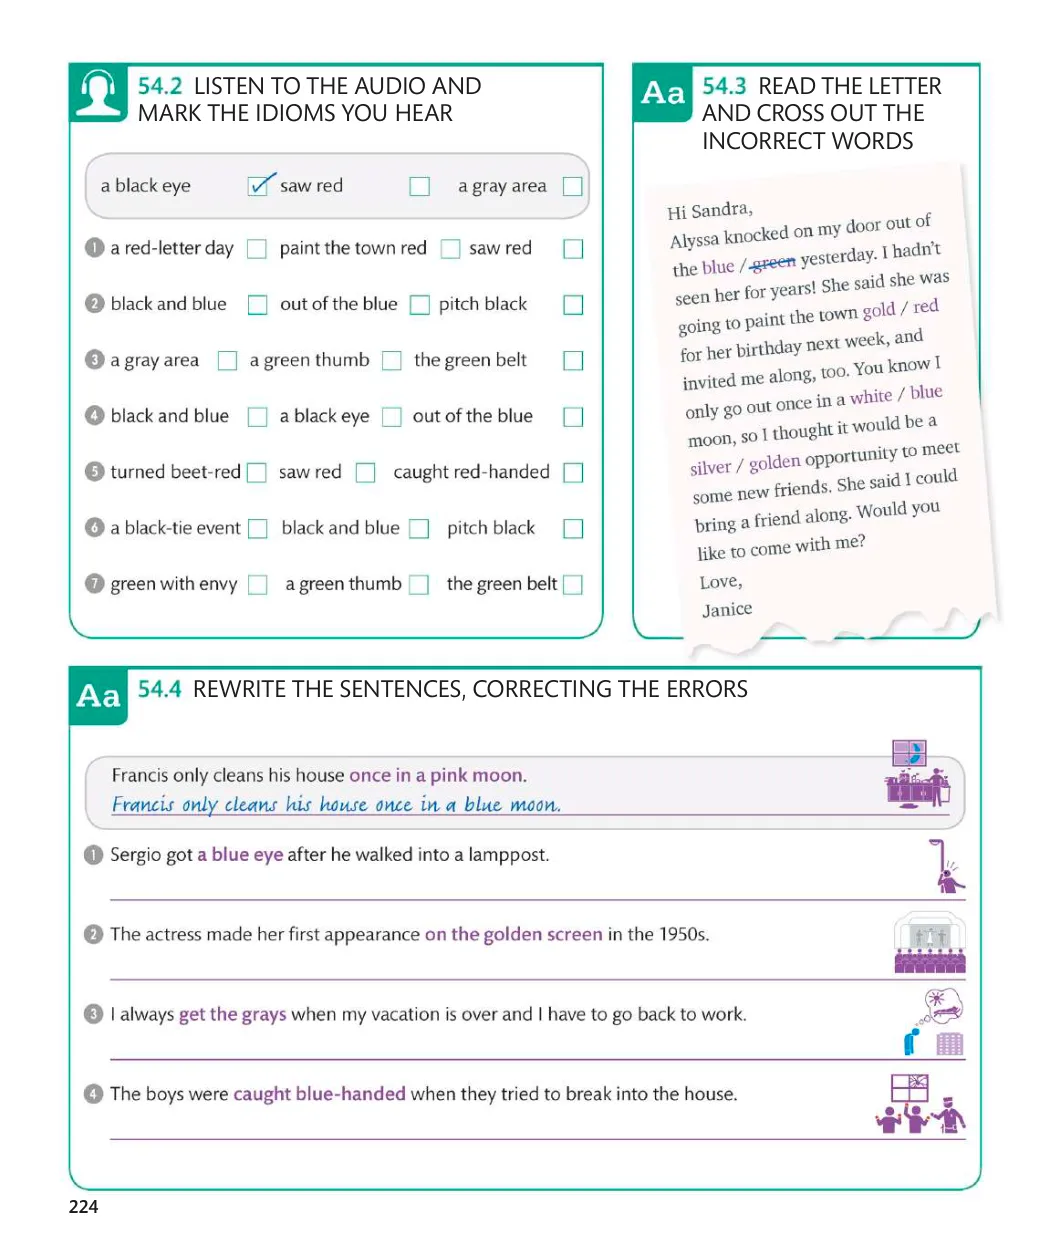 54.2 LISTEN TO THE AUDIO AND
MARK THE IDIOMS YOU HEAR
a black eye saw red a gray area
1 a red-letter day paint the town red saw red
2 black and blue out of the blue pitch black
3 a gray area a green thumb the green belt
4 black and blue a black eye out of the blue
5 turned beet-red saw red caught red-handed
6 a black-tie event black and blue pitch black
7 green with envy a green thumb the green belt
Aa 54.3 READ THE LETTER
AND CROSS OUT THE
INCORRECT WORDS
Hi Sandra,
Alyssa knocked on my door out of
the blue / green yesterday. I hadn't
seen her for years! She said she was
going to paint the town gold / red
for her birthday next week, and
invited me along, too. You know I
only go out once in a white / blue
moon, so I thought it would be a
silver / golden opportunity to meet
some new friends. She said I could
bring a friend along. Would you
like to come with me?
Love,
Janice
Aa 54.4 REWRITE THE SENTENCES, CORRECTING THE ERRORS
Francis only cleans his house once in a pink moon.
Francis only cleans his house once in a blue moon.
1 Sergio got a blue eye after he walked into a lamppost.
2 The actress made her first appearance on the golden screen in the 1950s.
3 I always get the grays when my vacation is over and I have to go back to work.
4 The boys were caught blue-handed when they tried to break into the house.
224